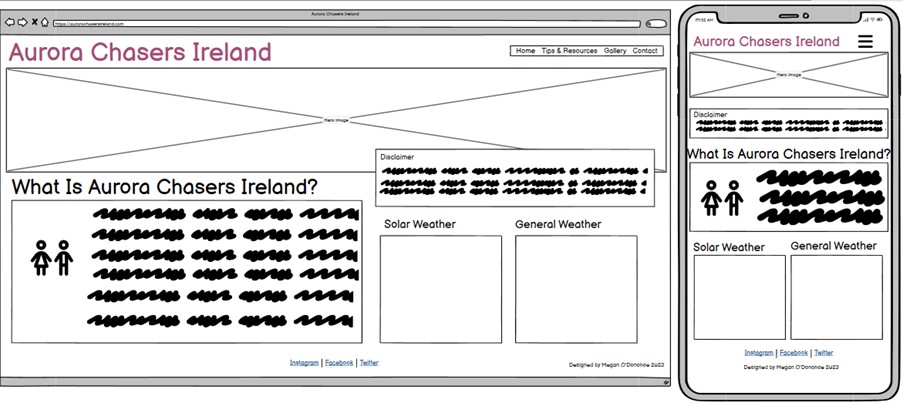 Aurora Chasers Ireland
https://aurorachasersireland.com
Aurora Chasers Ireland
Home Tips & Resources Gallery Contact
Hero Image
Disclaimer
What Is Aurora Chasers Ireland?
Solar Weather General Weather
Instagram | Facebook | Twitter
Designed by Megan O'Donohoe 2023
Aurora Chasers Ireland
Hero Image
Disclaimer
What Is Aurora Chasers Ireland?
Solar Weather General Weather
Instagram | Facebook | Twitter
Designed by Megan O'Donohoe 2023